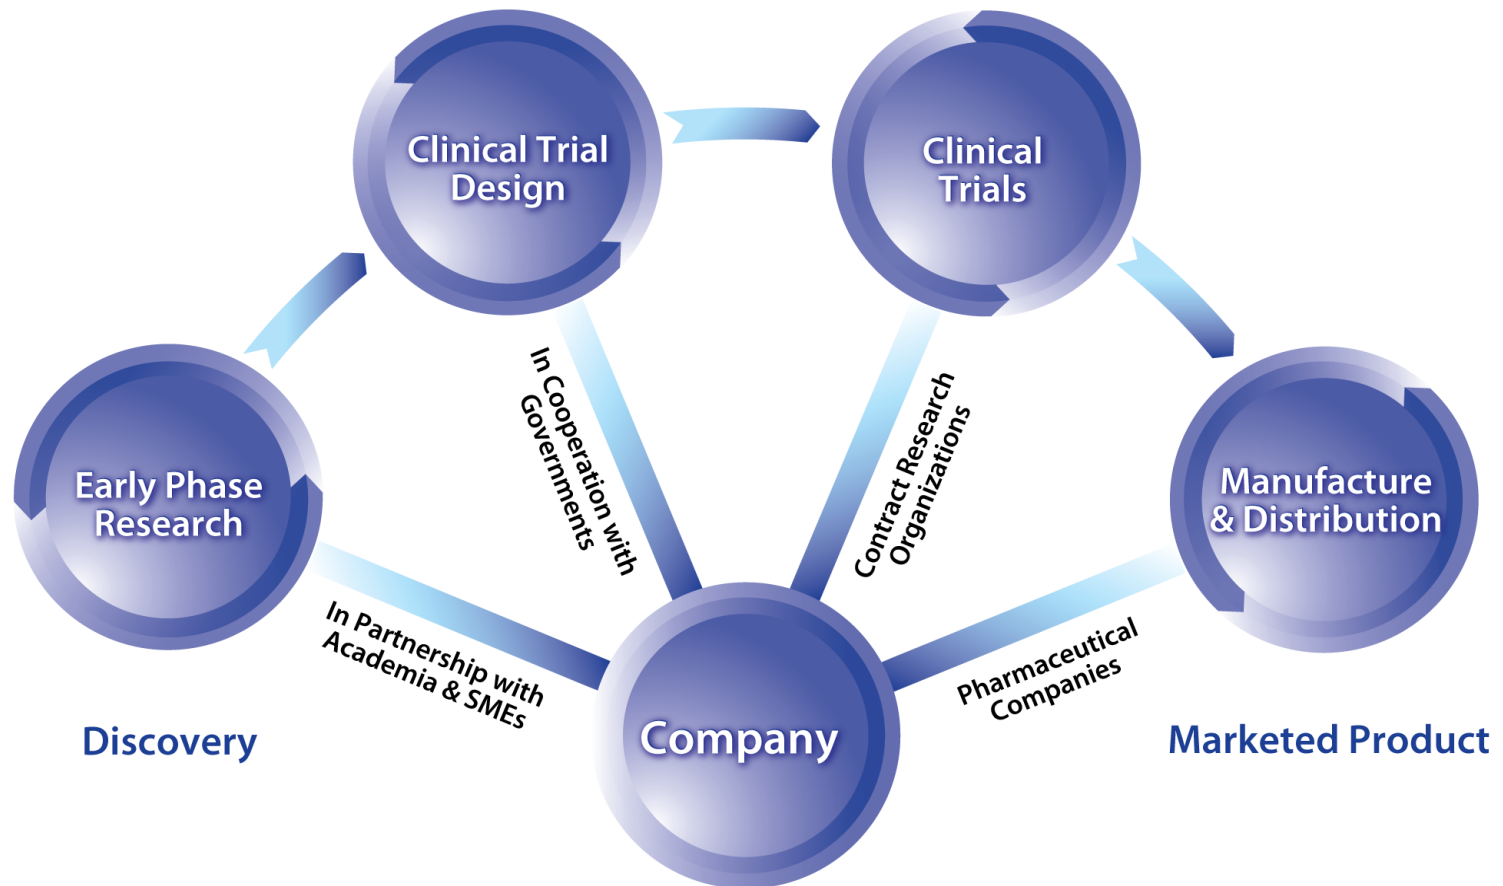 Clinical Trial
Design
Clinical
Trials
Early Phase
Research
Manufacture
& Distribution
In Cooperation with
Governments
Contract Research
Organizations
In Partnership with
Academia & SMEs
Pharmaceutical
Companies
Company
Discovery
Marketed Product